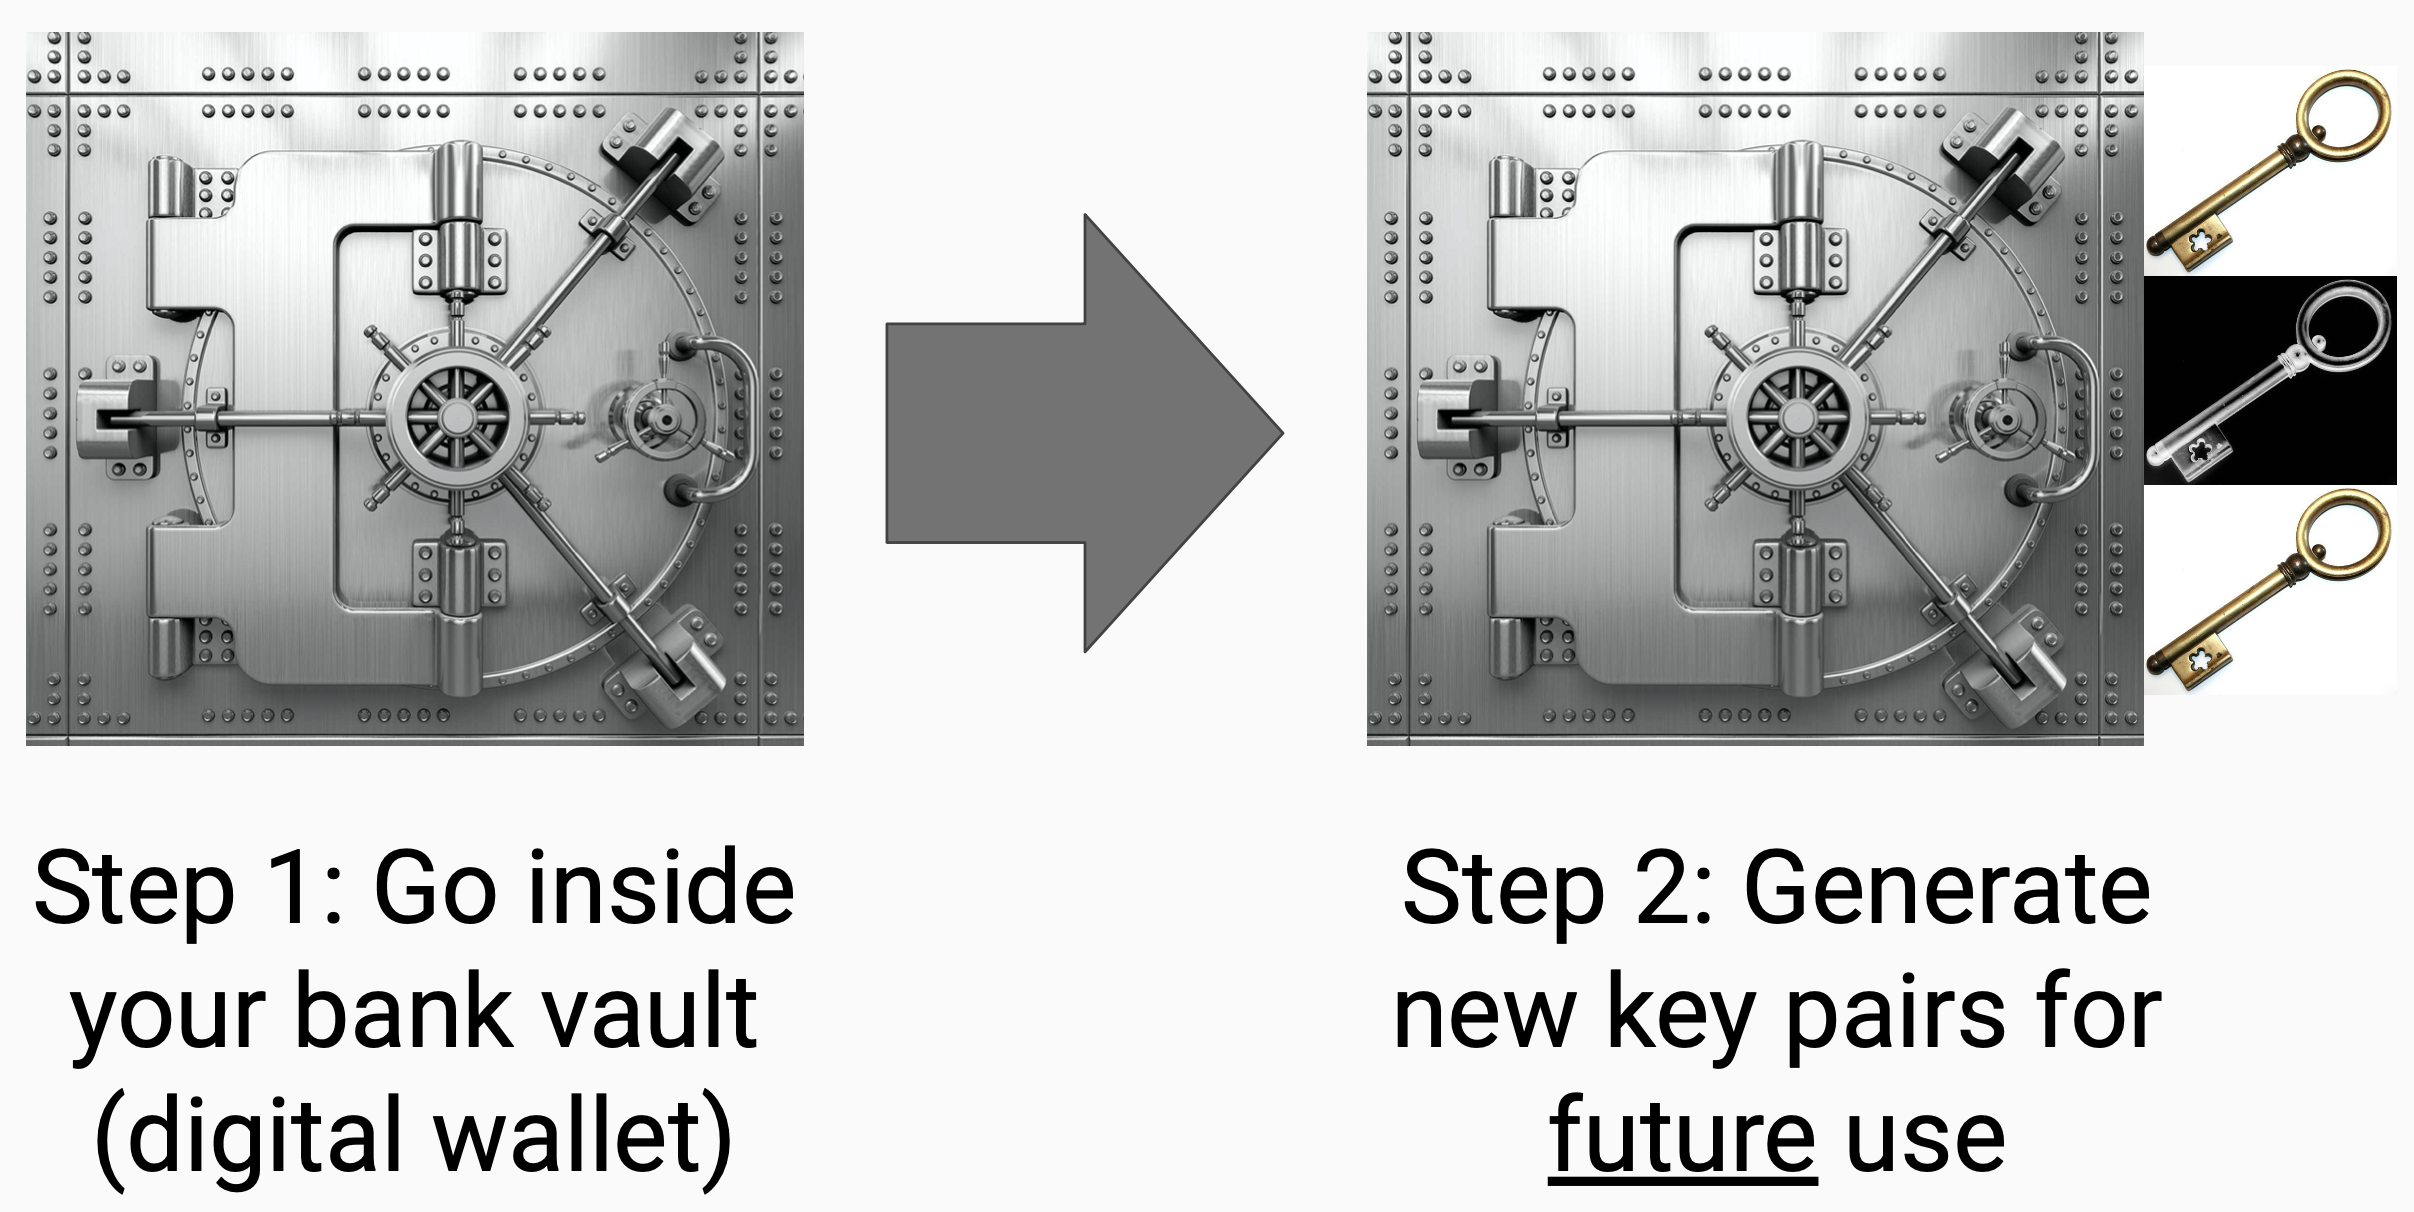 Step 1: Go inside
your bank vault
(digital wallet)
Step 2: Generate
new key pairs for
future use